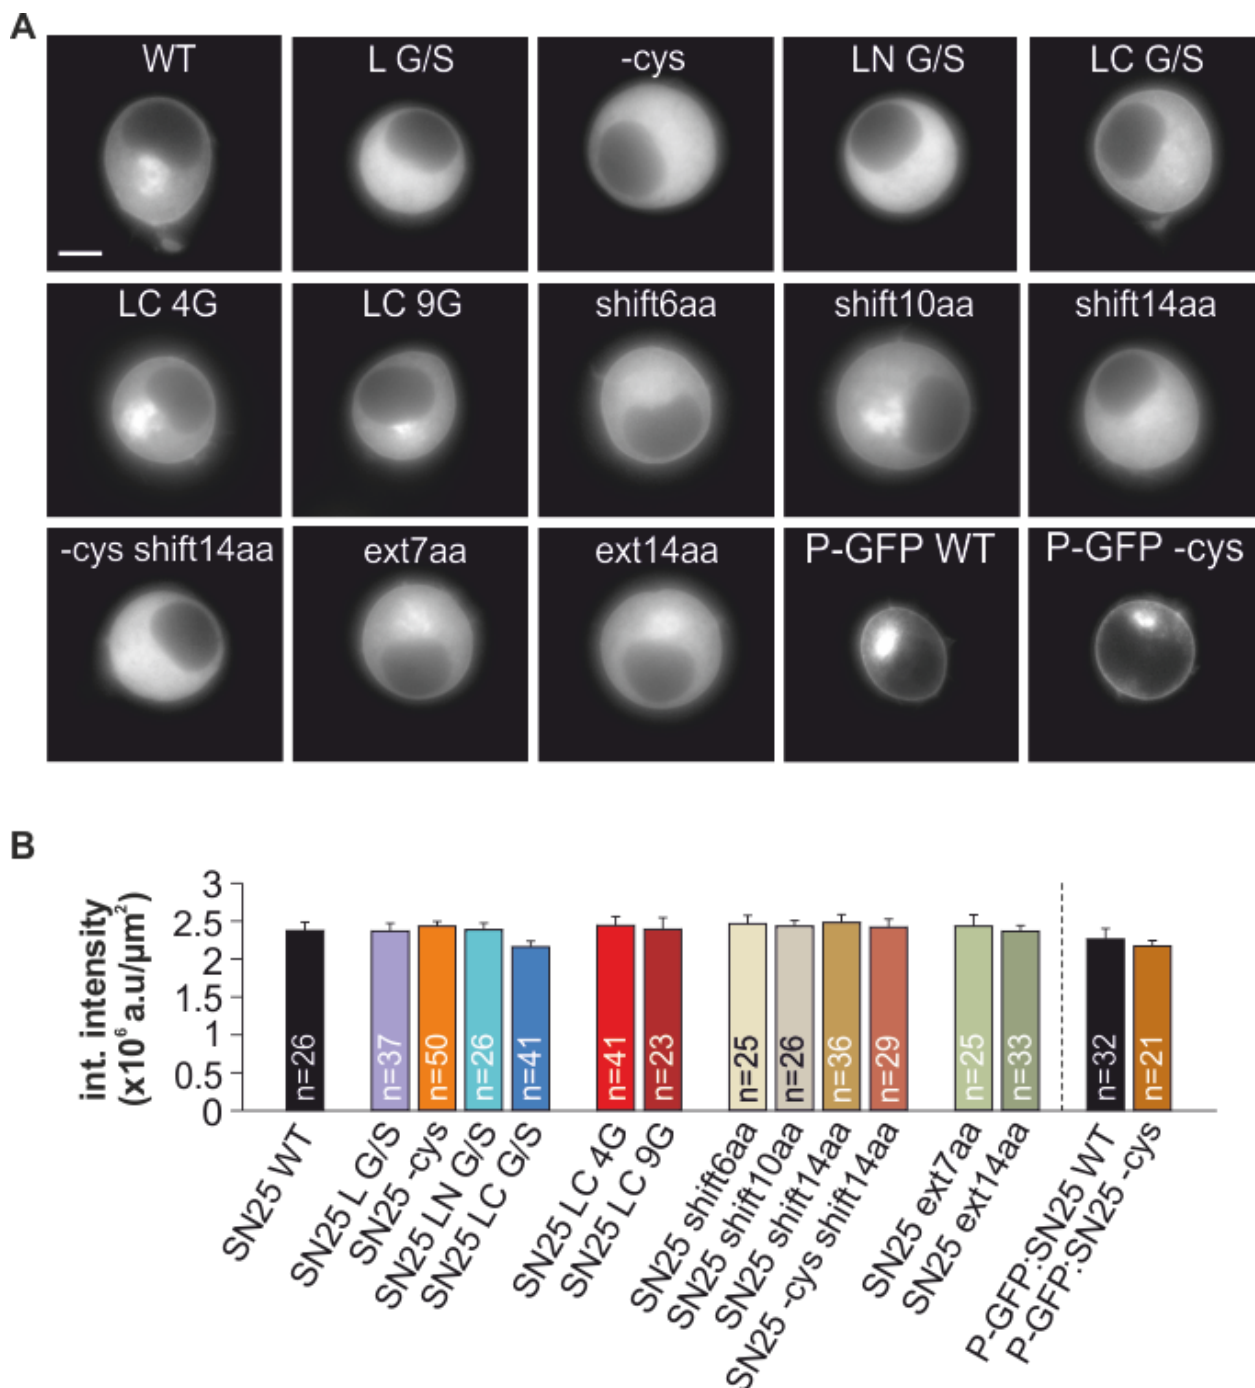 A
WT
L G/S
-cys
LN G/S
LC G/S
LC 4G
LC 9G
shift6aa
shift10aa
shift14aa
-cys shift14aa
ext7aa
ext14aa
P-GFP WT
P-GFP -cys
B
int. intensity
(x10⁶ a.u/µm²)
3
2.5
2
1.5
1
0.5
0
n=26
n=37
n=50
n=26
n=41
n=41
n=23
n=25
n=26
n=36
n=29
n=25
n=33
n=32
n=21
SN25 WT
SN25 L G/S
SN25 -cys
SN25 LN G/S
SN25 LC G/S
SN25 LC 4G
SN25 LC 9G
SN25 shift6aa
SN25 shift10aa
SN25 shift14aa
SN25 -cys shift14aa
SN25 ext7aa
SN25 ext14aa
P-GFP:SN25 WT
P-GFP:SN25 -cys